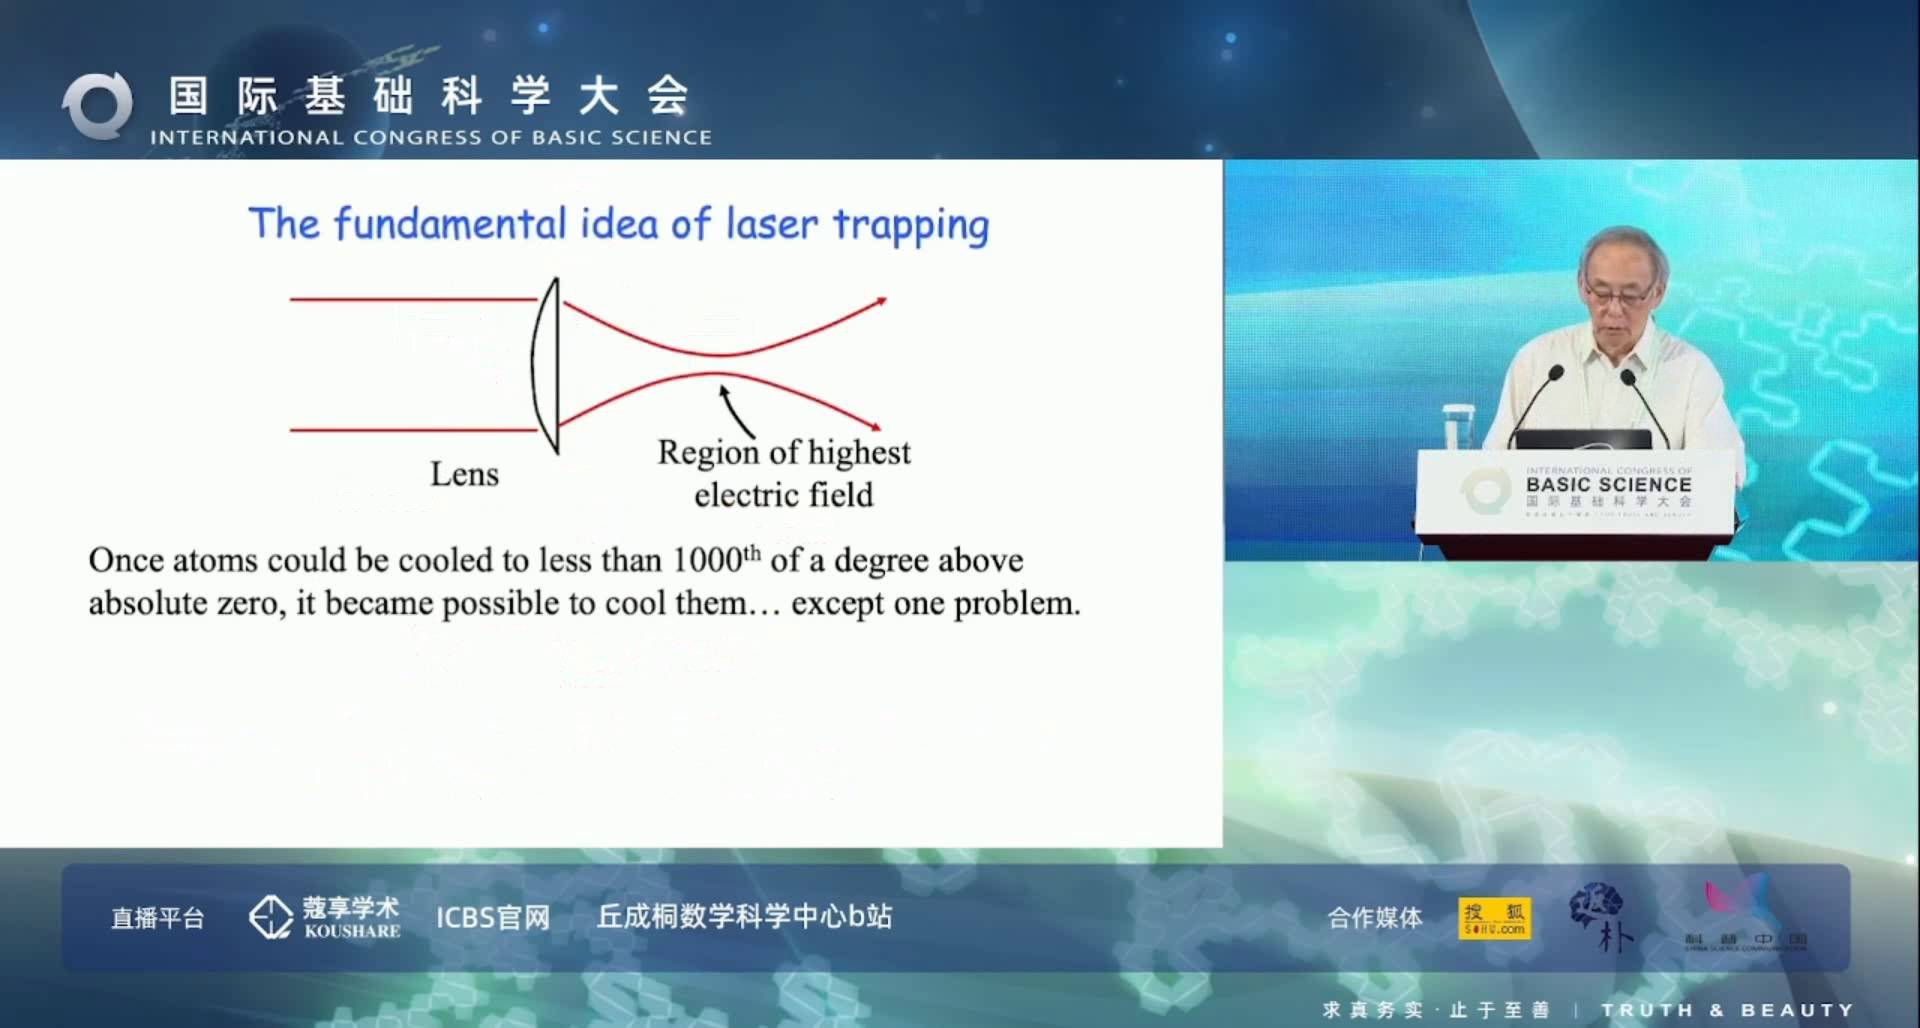 国际基础科学大会
INTERNATIONAL CONGRESS OF BASIC SCIENCE
The fundamental idea of laser trapping
Lens
Region of highest
electric field
Once atoms could be cooled to less than 1000th of a degree above
absolute zero, it became possible to cool them… except one problem.
INTERNATIONAL CONGRESS OF
BASIC SCIENCE
国际基础科学大会
直播平台
蔻享学术
KOUSHARE
ICBS官网
丘成桐数学科学中心b站
合作媒体
搜狐
SOHU.com
朴
科普中国
CHINA SCIENCE COMMUNICATION
求真务实·止于至善 | TRUTH & BEAUTY